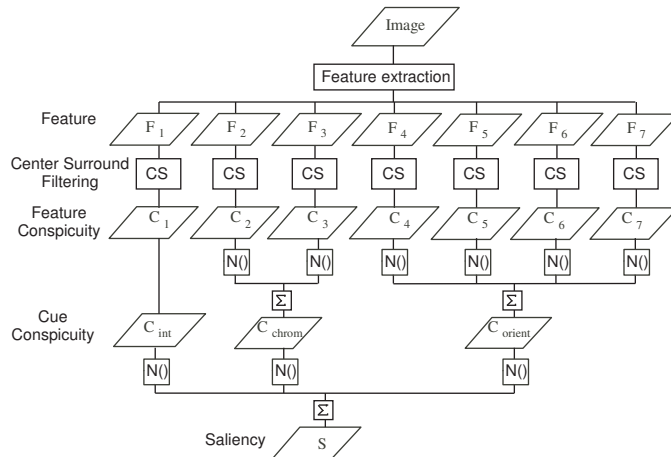 Image
Feature extraction
Feature F 1 F 2 F 3 F 4 F 5 F 6 F 7
Center Surround
Filtering
CS CS CS CS CS CS CS
Feature
Conspicuity
C 1 C 2 C 3 C 4 C 5 C 6 C 7
N() N() N() N() N() N()
Σ Σ
Cue
Conspicuity
C int C chrom C orient
N() N() N()
Σ
Saliency S